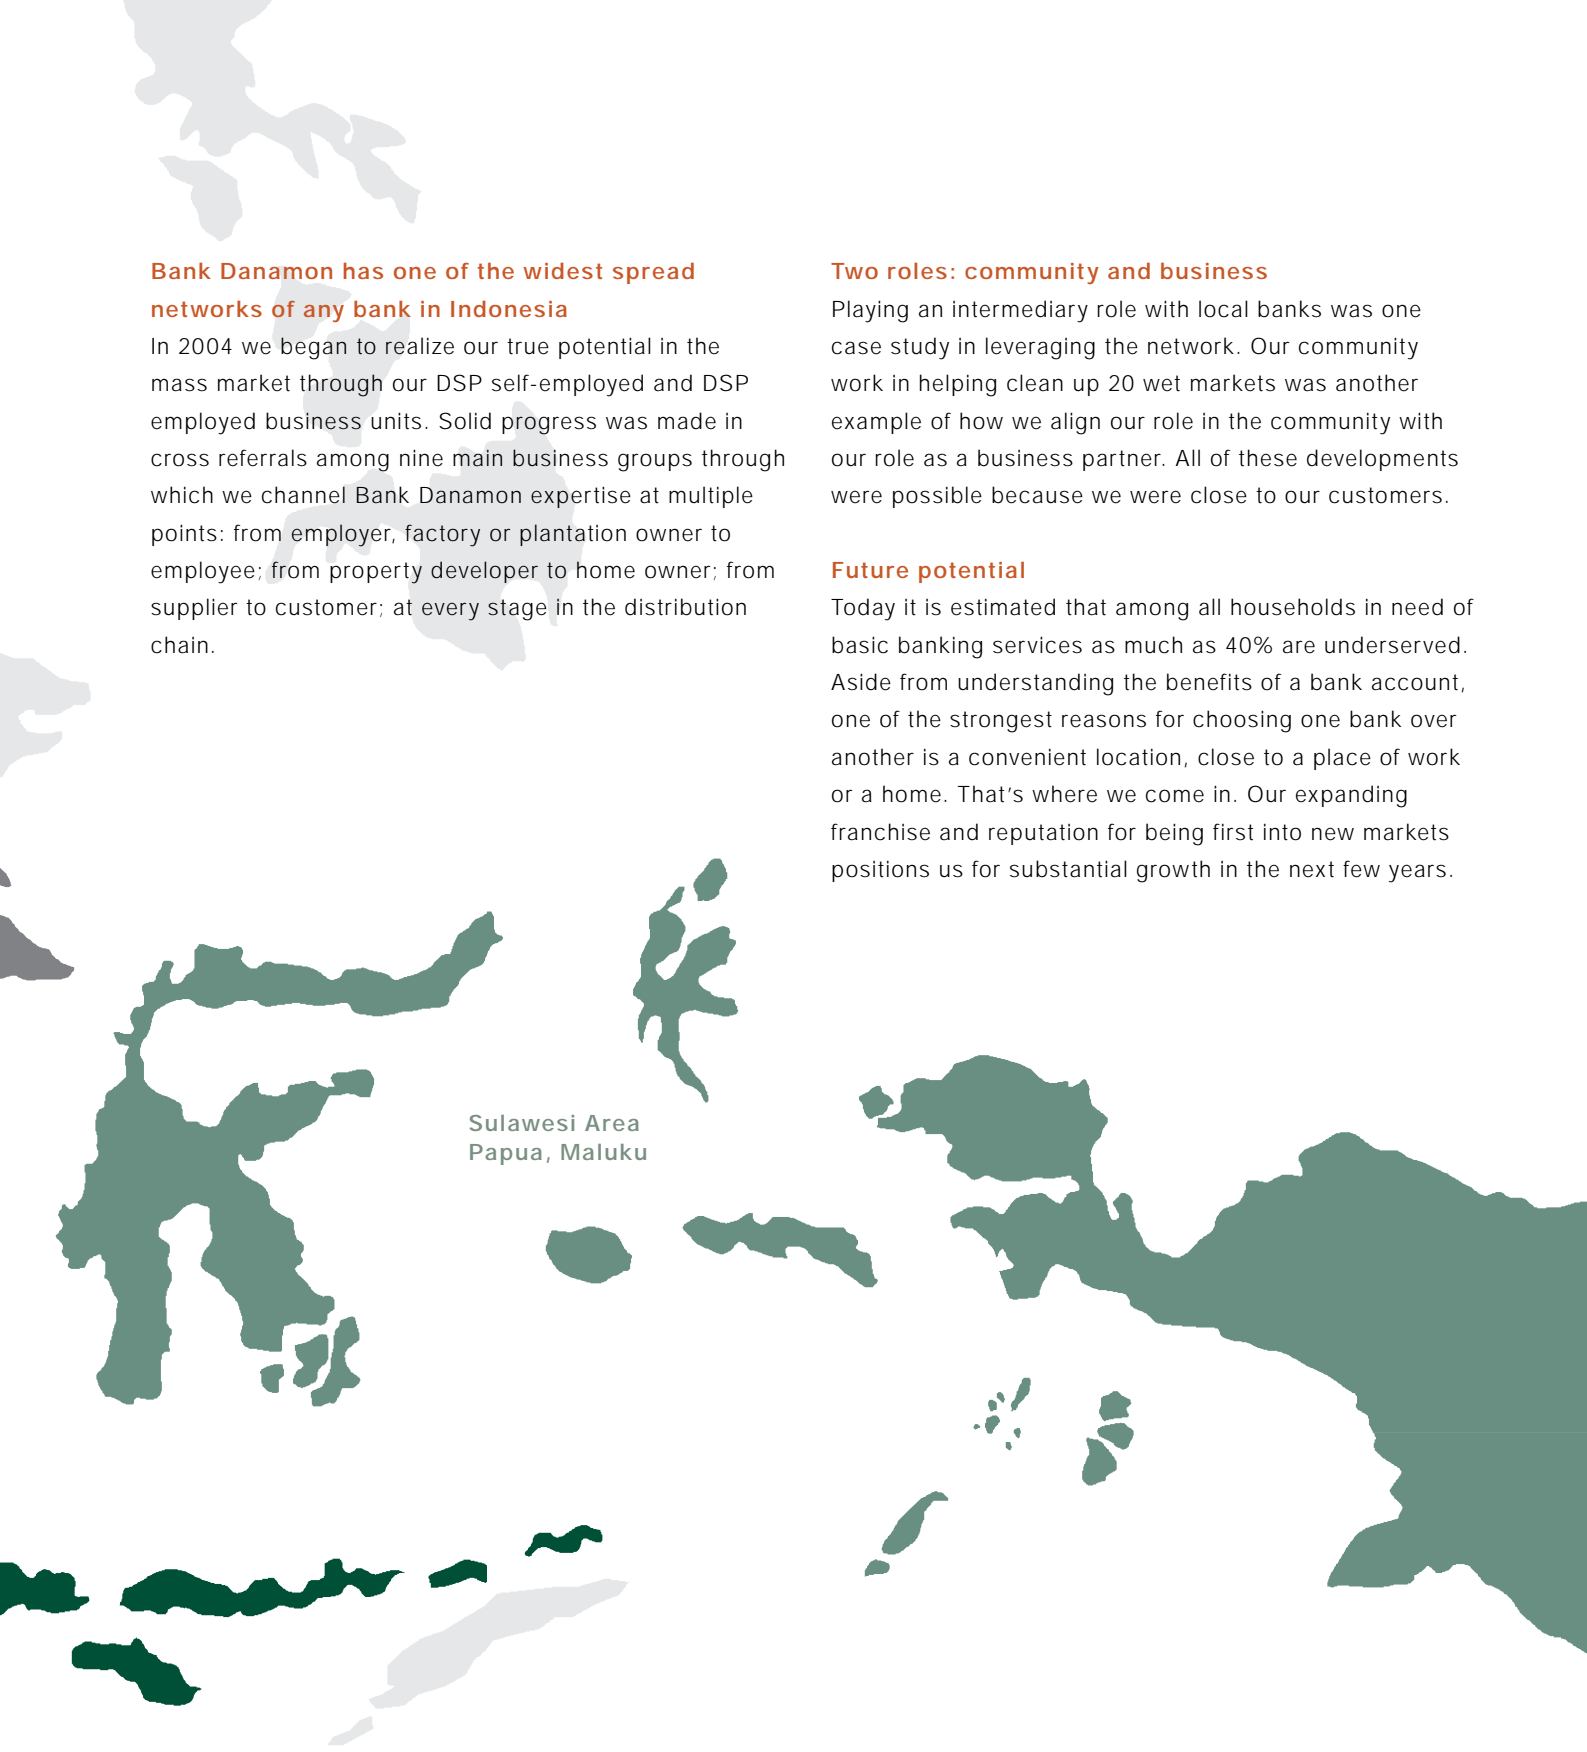 Bank Danamon has one of the widest spread
networks of any bank in Indonesia
In 2004 we began to realize our true potential in the
mass market through our DSP self-employed and DSP
employed business units. Solid progress was made in
cross referrals among nine main business groups through
which we channel Bank Danamon expertise at multiple
points: from employer, factory or plantation owner to
employee; from property developer to home owner; from
supplier to customer; at every stage in the distribution
chain.
Two roles: community and business
Playing an intermediary role with local banks was one
case study in leveraging the network. Our community
work in helping clean up 20 wet markets was another
example of how we align our role in the community with
our role as a business partner. All of these developments
were possible because we were close to our customers.
Future potential
Today it is estimated that among all households in need of
basic banking services as much as 40% are underserved.
Aside from understanding the benefits of a bank account,
one of the strongest reasons for choosing one bank over
another is a convenient location, close to a place of work
or a home. That's where we come in. Our expanding
franchise and reputation for being first into new markets
positions us for substantial growth in the next few years.
Sulawesi Area
Papua, Maluku